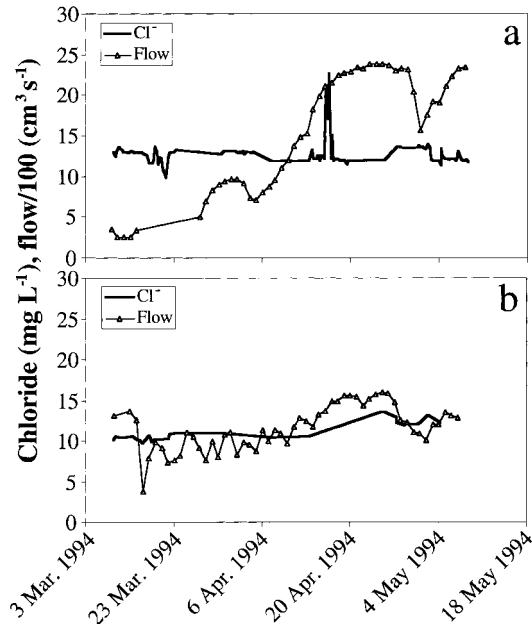 Chloride (mg L⁻¹), flow/100 (cm³ s⁻¹)
30
25
20
15
10
5
0
Cl⁻
Flow
a
30
25
20
15
10
5
0
Cl⁻
Flow
b
3 Mar. 1994
23 Mar. 1994
6 Apr. 1994
20 Apr. 1994
4 May 1994
18 May 1994